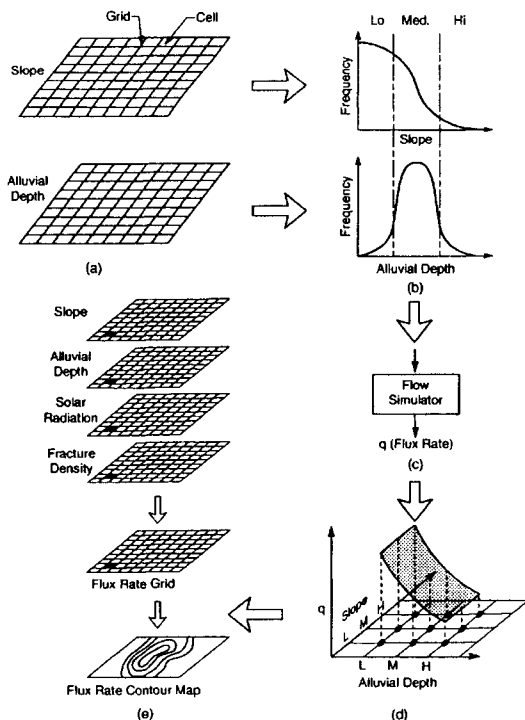 Grid
Cell
Slope
Alluvial
Depth
(a)
Lo Med. Hi
Frequency
Slope
Frequency
Alluvial Depth
(b)
Flow
Simulator
q (Flux Rate)
(c)
Slope
Alluvial
Depth
Solar
Radiation
Fracture
Density
Flux Rate Grid
Flux Rate Contour Map
(e)
q
Slope
L M H
L M H
Alluvial Depth
(d)